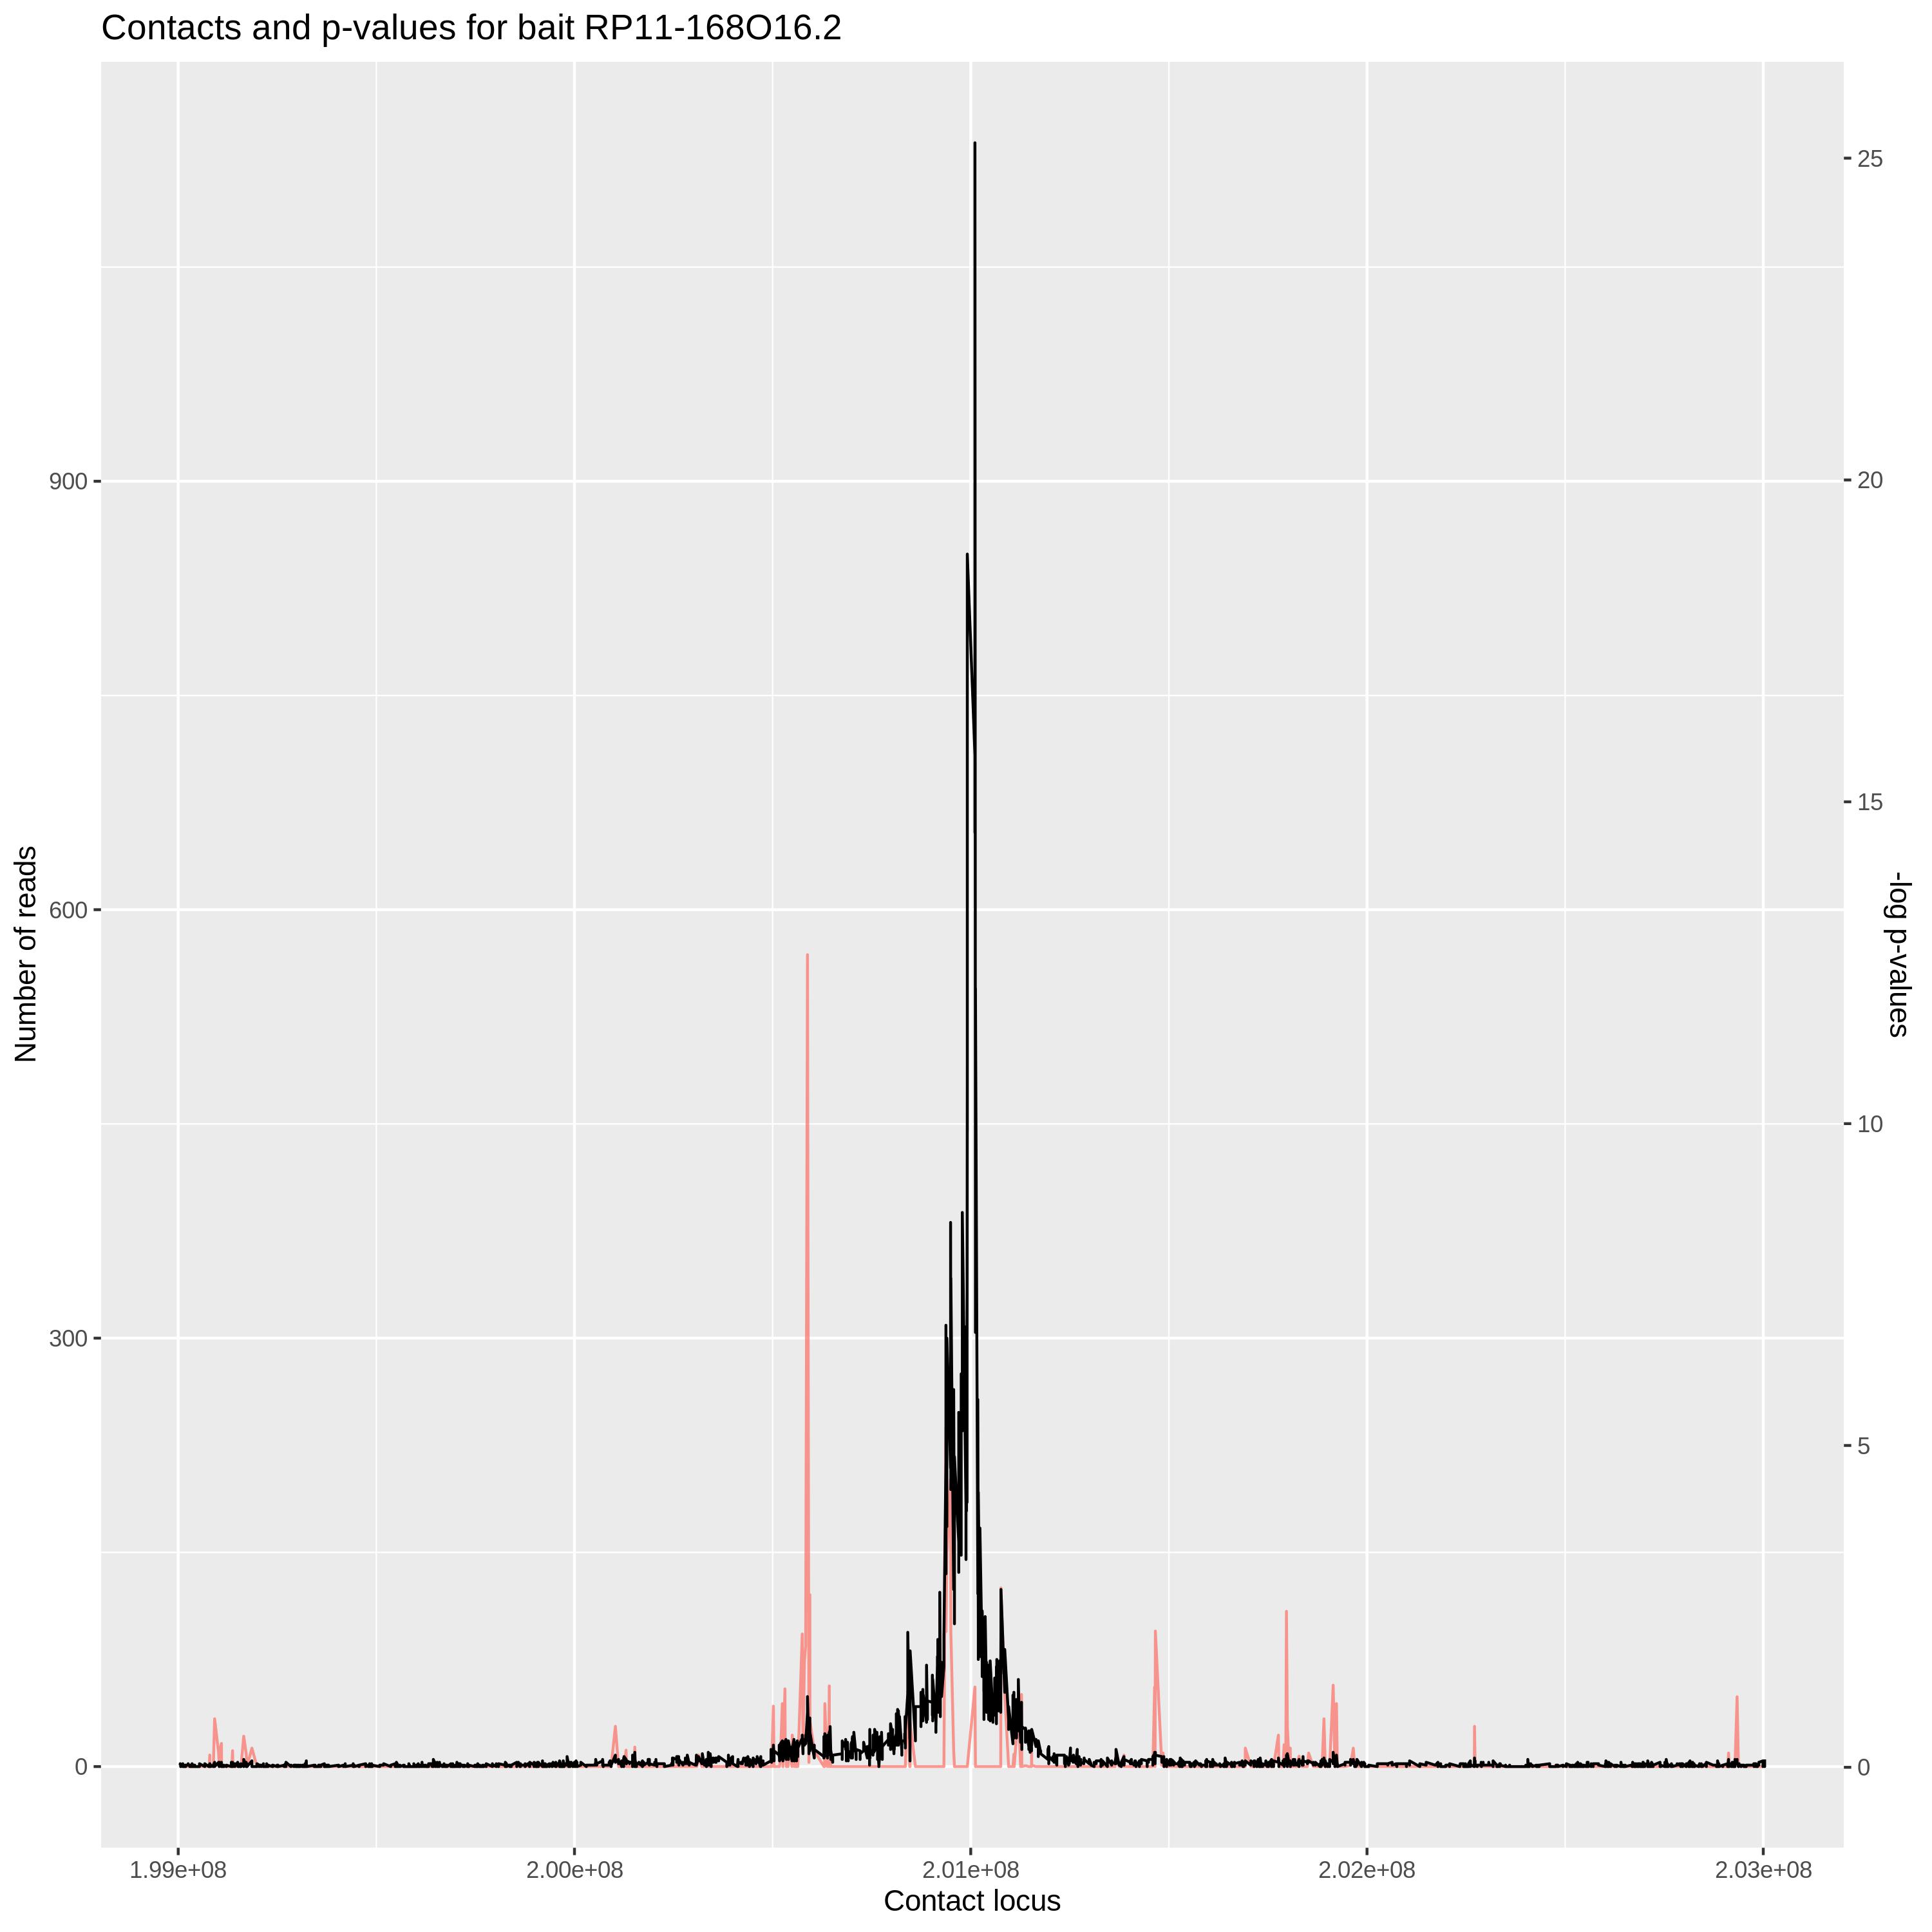 Contacts and p-values for bait RP11-168O16.2
25
900
20
15
600
Number of reads
-log p-values
10
300
5
0
0
1.99e+08
2.00e+08
2.01e+08
2.02e+08
2.03e+08
Contact locus